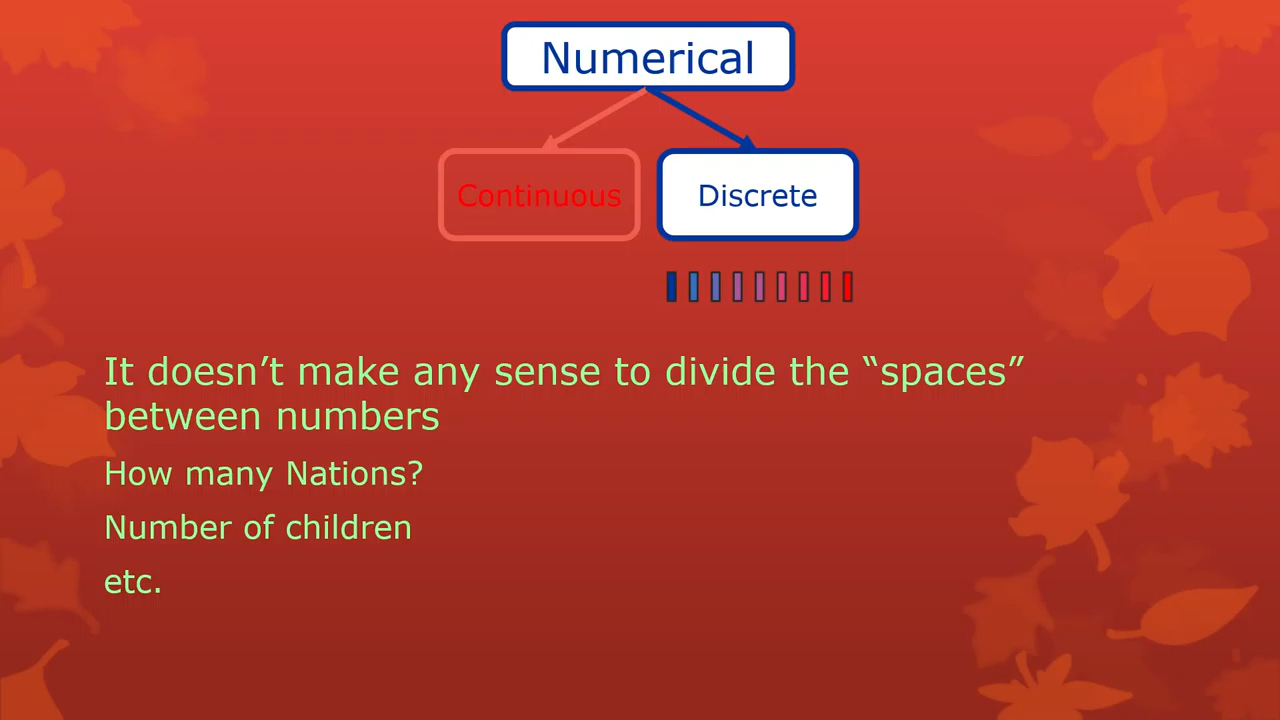 Numerical
Continuous
Discrete
It doesn’t make any sense to divide the “spaces”
between numbers
How many Nations?
Number of children
etc.